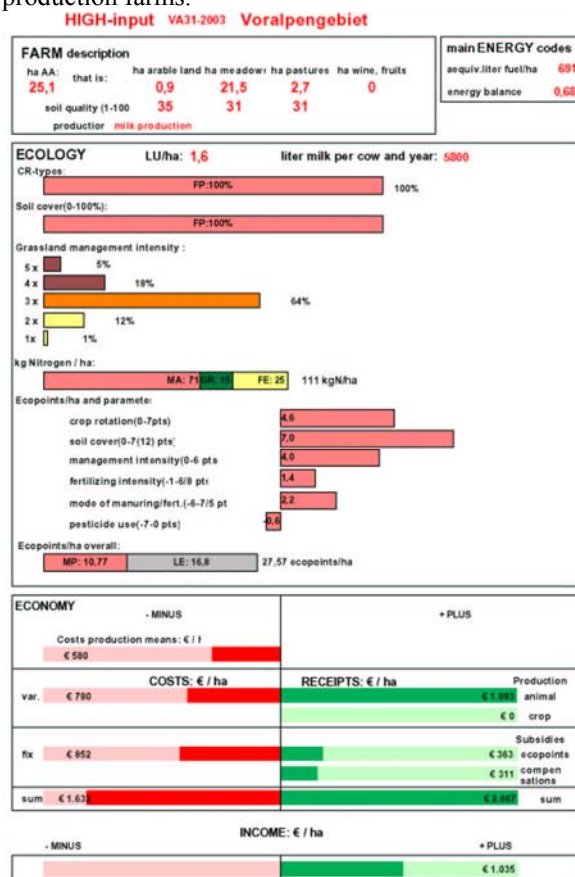 production farms.
HIGH-input VA31-2003 Voralpengebiet
FARM description
ha AA: that is: ha arable land ha meadows ha pastures ha wine, fruits
25,1 0,9 21,5 2,7 0
soil quality (1-100 35 31 31
production milk production
main ENERGY codes
aequiv.liter fuel/ha 691
energy balance 0,68
ECOLOGY LU/ha: 1,6 liter milk per cow and year: 5800
CR-types:
FP:100% 100%
Soil cover(0-100%):
FP:100%
Grassland management intensity :
5 x 5%
4 x 18%
3 x 64%
2 x 12%
1x 1%
kg Nitrogen / ha:
MA: 71 GR: 15 FE: 25 111 kgN/ha
Ecopoints/ha and parameter
crop rotation(0-7pts) 4,6
soil cover(0-7(12) pts) 7,0
management intensity(0-6 pts 4,0
fertilizing intensity(-1-6/8 pts 1,4
mode of manuring/fert.(-6-7/5 pt 2,2
pesticide use(-7-0 pts) -0,6
Ecopoints/ha overall:
MP: 10,77 LE: 16,8 27,57 ecopoints/ha
ECONOMY
- MINUS + PLUS
Costs production means: € / h
€ 580
COSTS: € / ha RECEIPTS: € / ha Production
var. € 780 animal
€ 0 crop
Subsidies
fix € 852 € 363 ecopoints
€ 311 compen
sations
sum € 1.632 € 2.667 sum
INCOME: € / ha
- MINUS + PLUS
€ 1.035